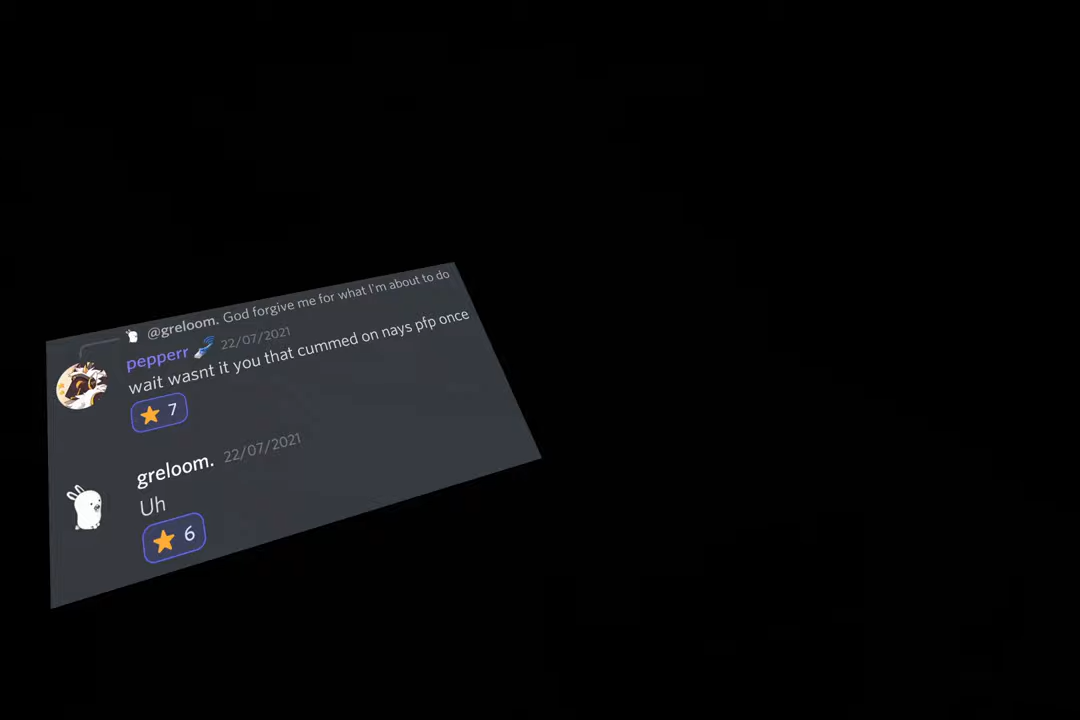 @greloom. God forgive me for what I'm about to do
pepperr 22/07/2021
wait wasnt it you that cummed on nays pfp once
7
greloom. 22/07/2021
Uh
6